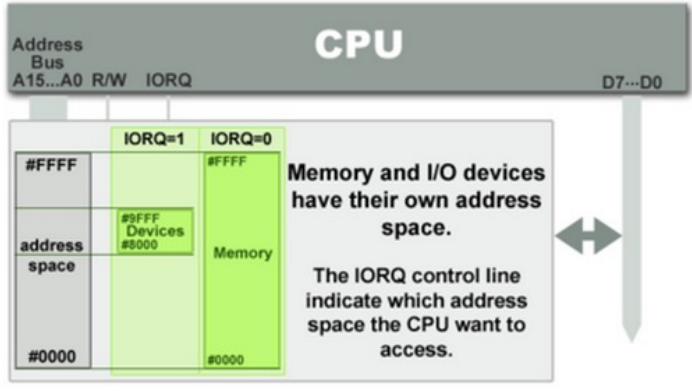 CPU
Address
Bus
A15...A0 R/W IORQ
D7...D0
IORQ=1 IORQ=0
#FFFF
#FFFF
#9FFF
Devices
#8000
address
space
Memory
#0000
#0000
Memory and I/O devices
have their own address
space.
The IORQ control line
indicate which address
space the CPU want to
access.